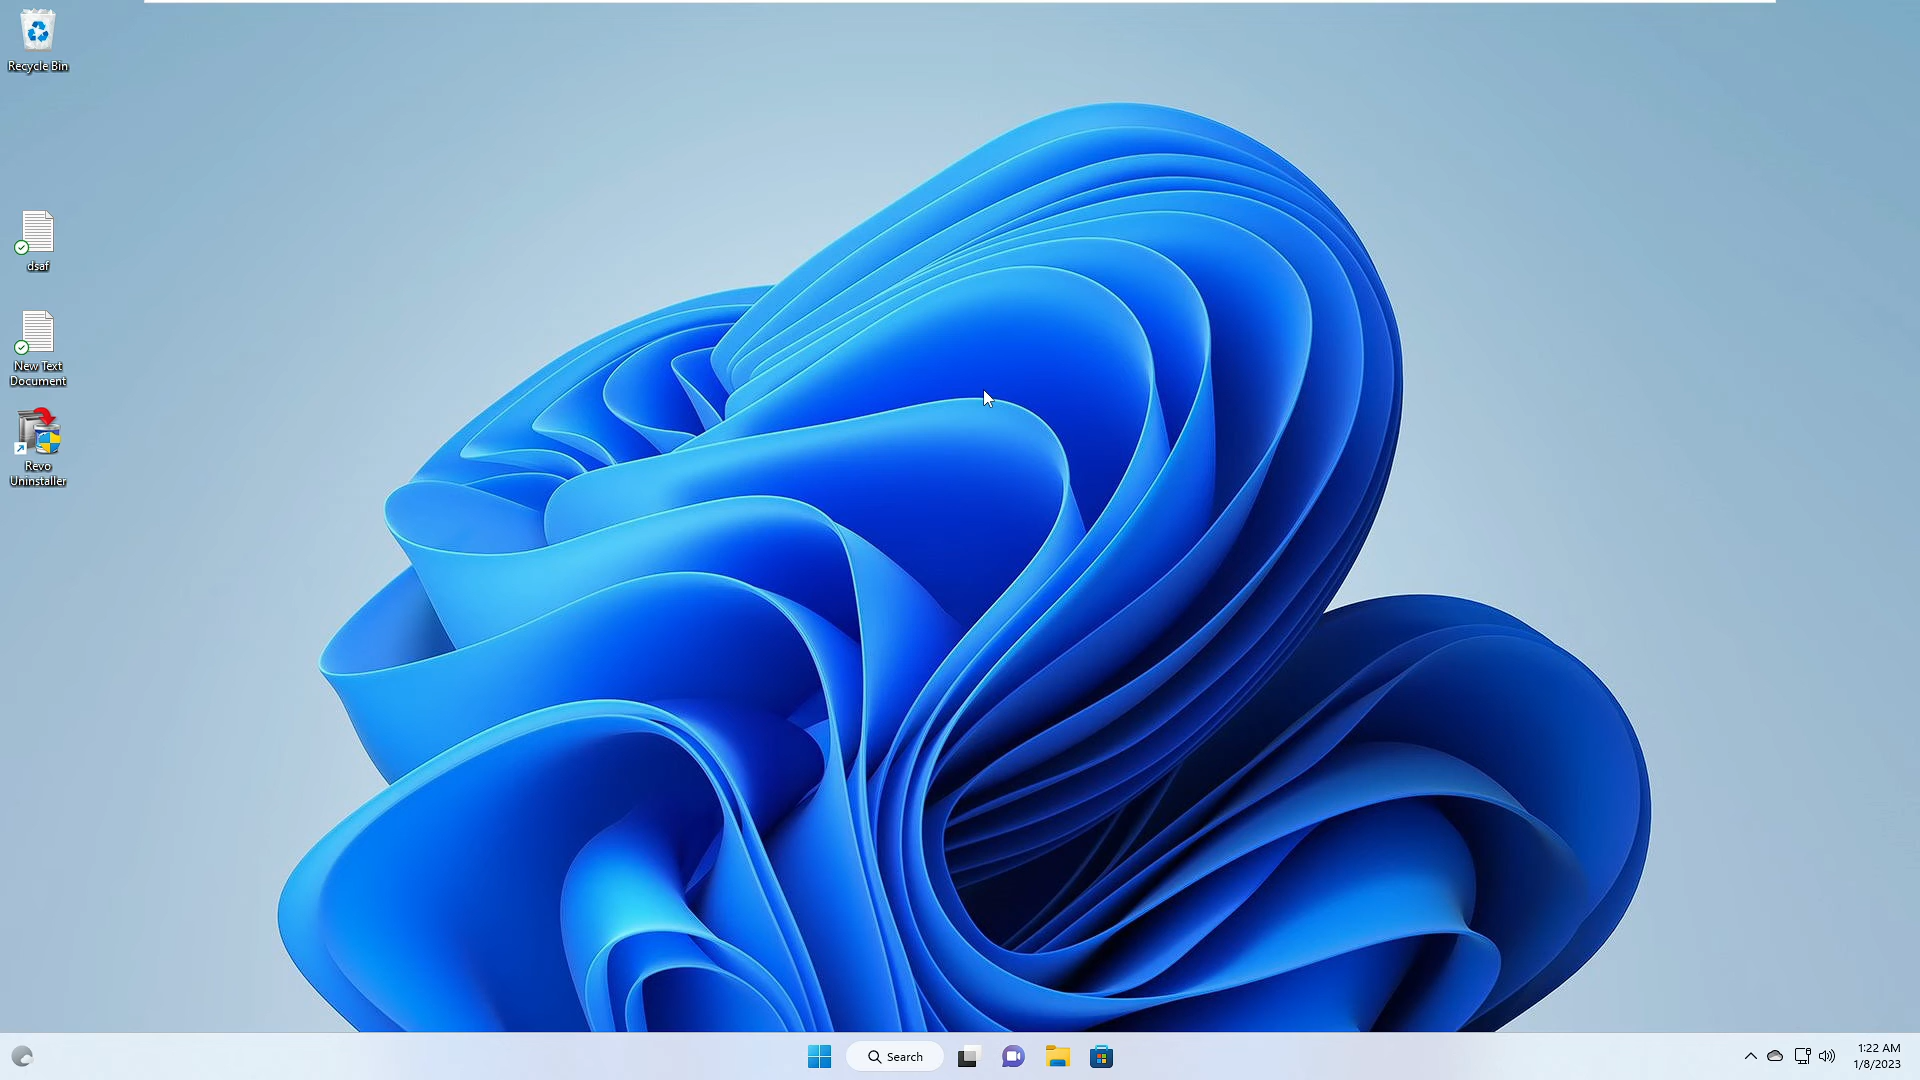 Recycle Bin
dsaf
New Text
Document
Revo
Uninstaller
Search
1:22 AM
1/8/2023